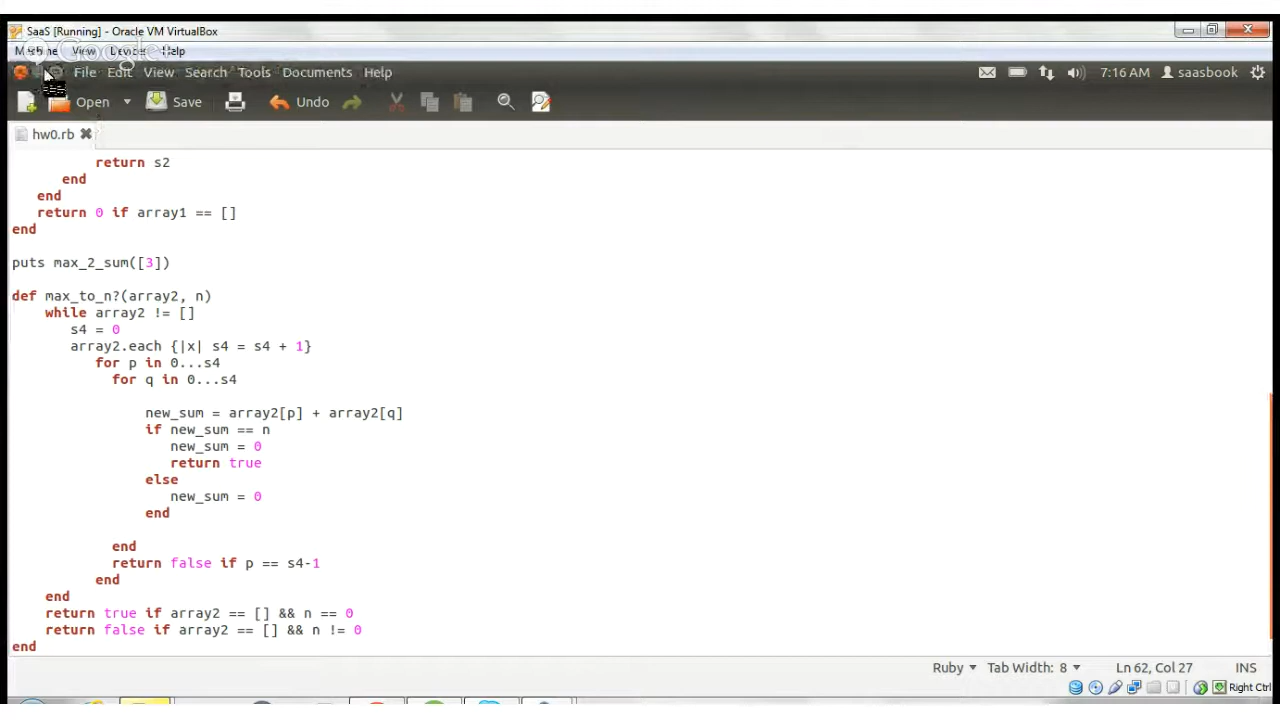 SaaS [Running] - Oracle VM VirtualBox
Machine View Devices Help
Google+
File Edit View Search Tools Documents Help 7:16 AM saasbook
Open Save Undo
hw0.rb
return s2
end
end
return 0 if array1 == []
end
puts max_2_sum([3])
def max_to_n?(array2, n)
while array2 != []
s4 = 0
array2.each {|x| s4 = s4 + 1}
for p in 0...s4
for q in 0...s4
new_sum = array2[p] + array2[q]
if new_sum == n
new_sum = 0
return true
else
new_sum = 0
end
end
return false if p == s4-1
end
end
return true if array2 == [] && n == 0
return false if array2 == [] && n != 0
end
Ruby Tab Width: 8 Ln 62, Col 27 INS
Right Ctrl